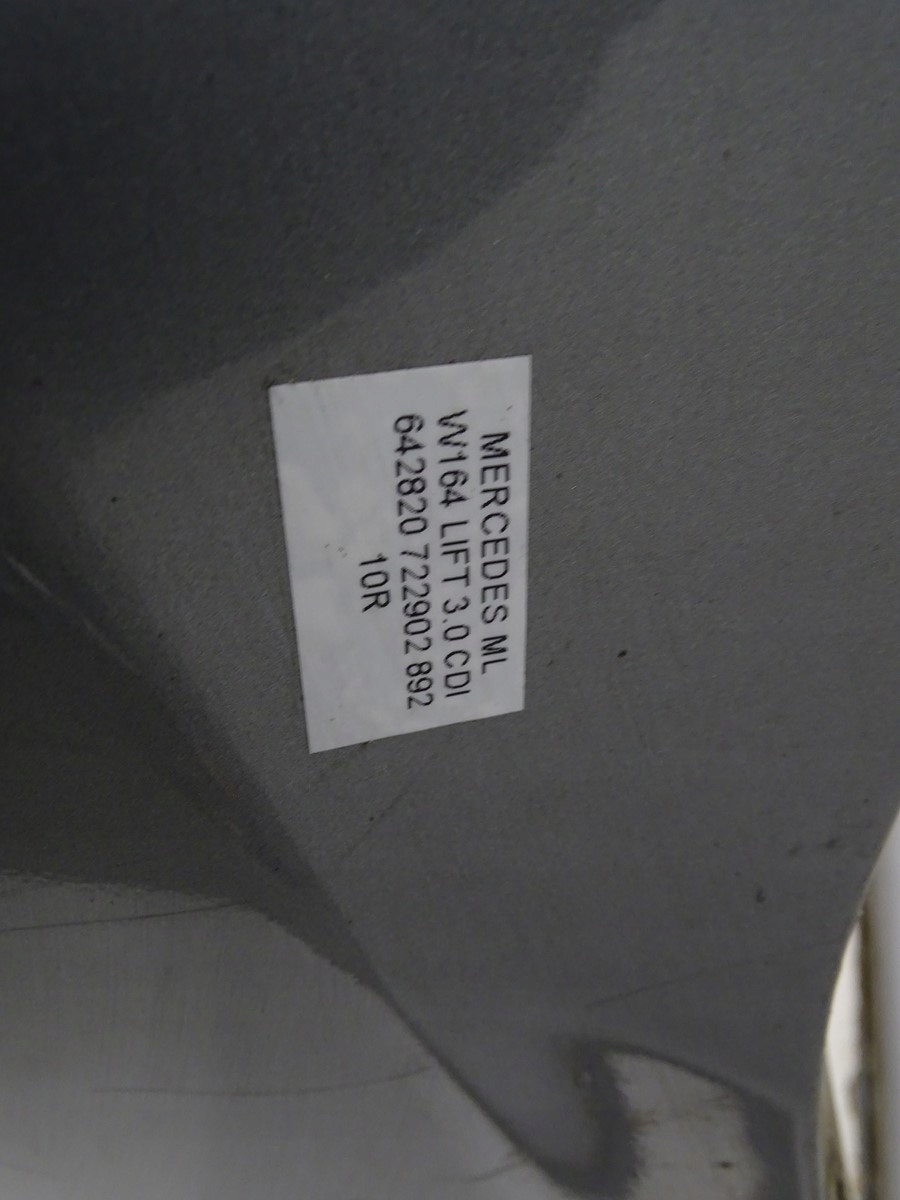 MERCEDES ML
W164 LIFT 3.0 CDI
642820 722902 892
10R